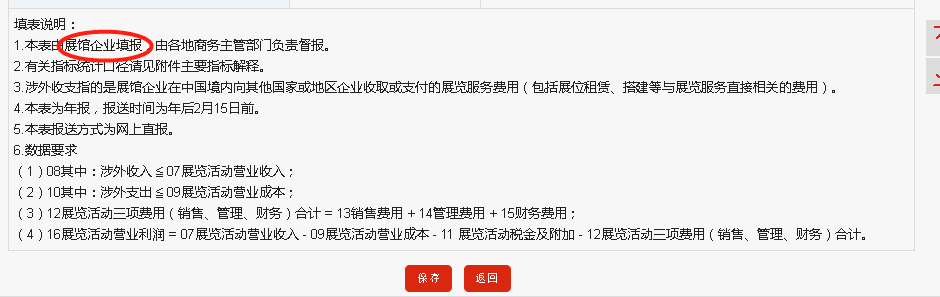 填表说明：
1.本表由展馆企业填报，由各地商务主管部门负责督报。
2.有关指标统计口径请见附件主要指标解释。
3.涉外收支指的是展馆企业在中国境内向其他国家或地区企业收取或支付的展览服务费用（包括展位租赁、搭建等与展览服务直接相关的费用）。
4.本表为年报，报送时间为年后2月15日前。
5.本表报送方式为网上直报。
6.数据要求
（1）08其中：涉外收入≦07展览活动营业收入；
（2）10其中：涉外支出≦09展览活动营业成本；
（3）12展览活动三项费用（销售、管理、财务）合计 = 13销售费用 + 14管理费用 + 15财务费用；
（4）16展览活动营业利润 = 07展览活动营业收入 - 09展览活动营业成本 - 11 展览活动税金及附加 - 12展览活动三项费用（销售、管理、财务）合计。
保存 返回